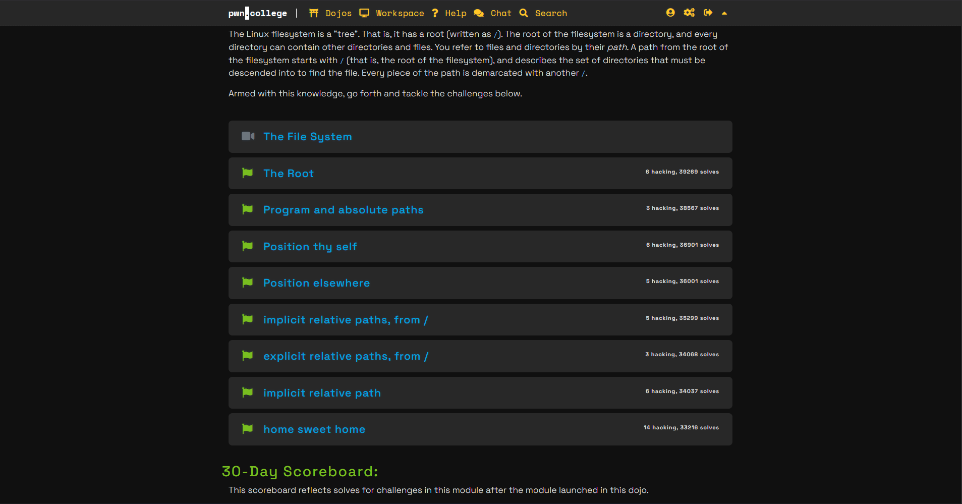 pwn.college | Dojos Workspace ? Help Chat Search
The Linux filesystem is a "tree". That is, it has a root (written as /). The root of the filesystem is a directory, and every
directory can contain other directories and files. You refer to files and directories by their path. A path from the root
of the filesystem starts with / (that is, the root of the filesystem), and describes the set of directories that must be
descended into to find the file. Every piece of the path is demarcated with another /.
Armed with this knowledge, go forth and tackle the challenges below.
The File System
The Root 6 hacking, 39269 solves
Program and absolute paths 3 hacking, 38567 solves
Position thy self 6 hacking, 36901 solves
Position elsewhere 5 hacking, 36001 solves
implicit relative paths, from / 5 hacking, 35299 solves
explicit relative paths, from / 3 hacking, 34068 solves
implicit relative path 6 hacking, 34037 solves
home sweet home 14 hacking, 33216 solves
30-Day Scoreboard:
This scoreboard reflects solves for challenges in this module after the module launched in this dojo.